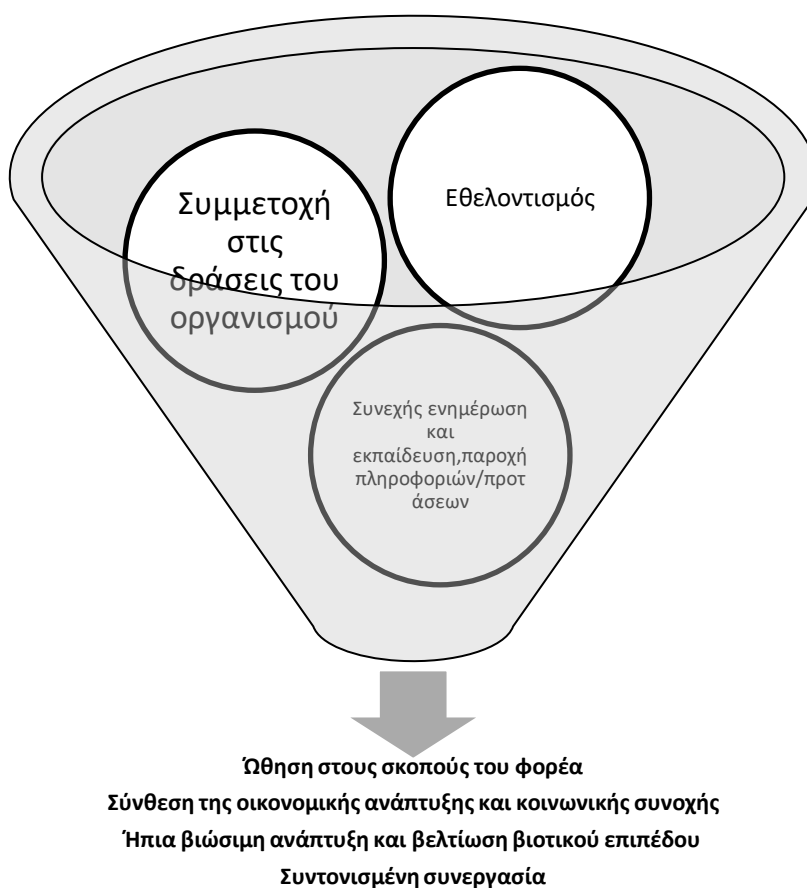 Συμμετοχή
στις
δράσεις του
οργανισμού
Εθελοντισμός
Συνεχής ενημέρωση
και
εκπαίδευση,παροχή
πληροφοριών/προτ
άσεων
Ώθηση στους σκοπούς του φορέα
Σύνθεση της οικονομικής ανάπτυξης και κοινωνικής συνοχής
Ήπια βιώσιμη ανάπτυξη και βελτίωση βιοτικού επιπέδου
Συντονισμένη συνεργασία